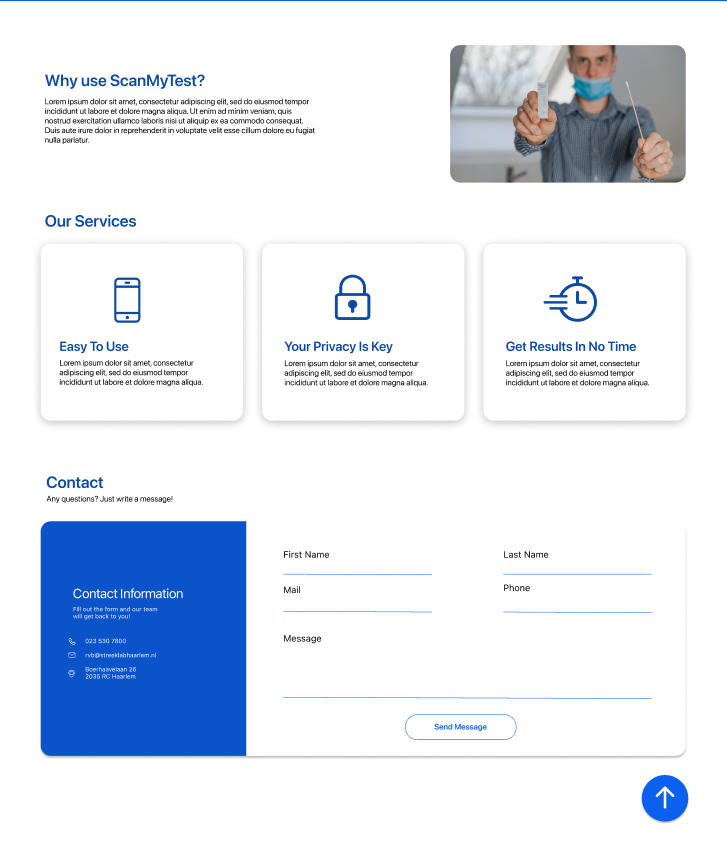 Why use ScanMyTest?
Lorem ipsum dolor sit amet, consectetur adipiscing elit, sed do eiusmod tempor
incididunt ut labore et dolore magna aliqua. Ut enim ad minim veniam, quis
nostrud exercitation ullamco laboris nisi ut aliquip ex ea commodo consequat.
Duis aute irure dolor in reprehenderit in voluptate velit esse cillum dolore eu fugiat
nulla pariatur.
Our Services
Easy To Use
Lorem ipsum dolor sit amet, consectetur
adipiscing elit, sed do eiusmod tempor
incididunt ut labore et dolore magna aliqua.
Your Privacy Is Key
Lorem ipsum dolor sit amet, consectetur
adipiscing elit, sed do eiusmod tempor
incididunt ut labore et dolore magna aliqua.
Get Results In No Time
Lorem ipsum dolor sit amet, consectetur
adipiscing elit, sed do eiusmod tempor
incididunt ut labore et dolore magna aliqua.
Contact
Any questions? Just write a message!
Contact Information
Fill out the form and our team
will get back to you!
023 530 7800
rvb@streeklabhaarlem.nl
Boerhaavelaan 26
2035 RC Haarlem
First Name
Last Name
Mail
Phone
Message
Send Message